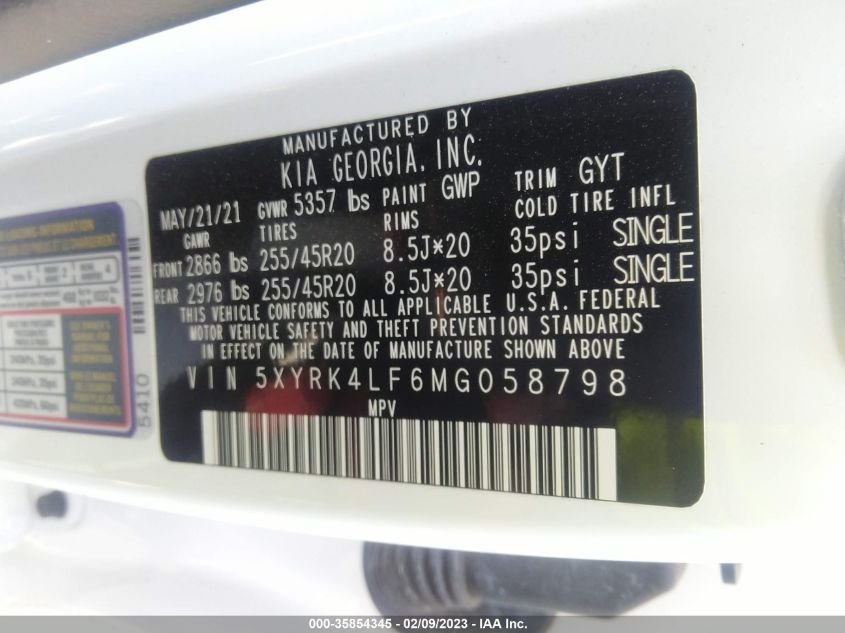 MANUFACTURED BY
KIA GEORGIA, INC.
MAY/21/21 GVWR 5357 lbs PAINT GWP TRIM GYT
GAWR TIRES RIMS COLD TIRE INFL
FRONT 2866 lbs 255/45R20 8.5J*20 35psi SINGLE
REAR 2976 lbs 255/45R20 8.5J*20 35psi SINGLE
THIS VEHICLE CONFORMS TO ALL APPLICABLE U.S.A. FEDERAL
MOTOR VEHICLE SAFETY AND THEFT PREVENTION STANDARDS
IN EFFECT ON THE DATE OF MANUFACTURE SHOWN ABOVE
VIN 5XYRK4LF6MG058798
MPV
LOADING INFORMATION
5410
000-35854345 - 02/09/2023 - IAA Inc.